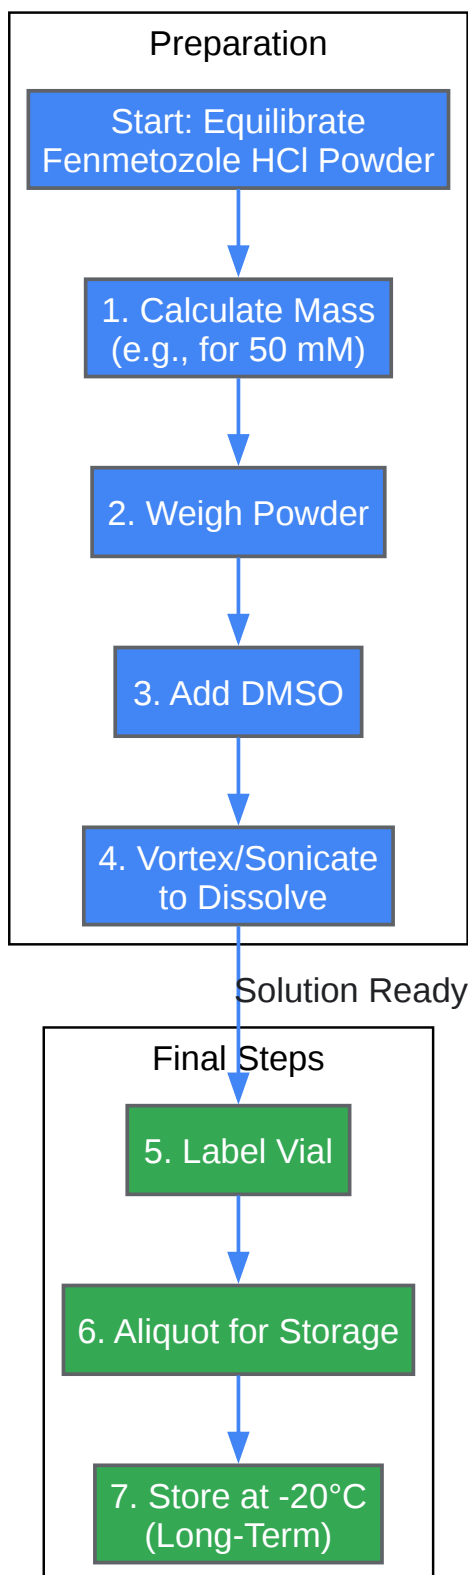 Preparation
Start: Equilibrate
Fenmetozole HCl Powder
1. Calculate Mass
(e.g., for 50 mM)
2. Weigh Powder
3. Add DMSO
4. Vortex/Sonicate
to Dissolve
Solution Ready
Final Steps
5. Label Vial
6. Aliquot for Storage
7. Store at -20°C
(Long-Term)